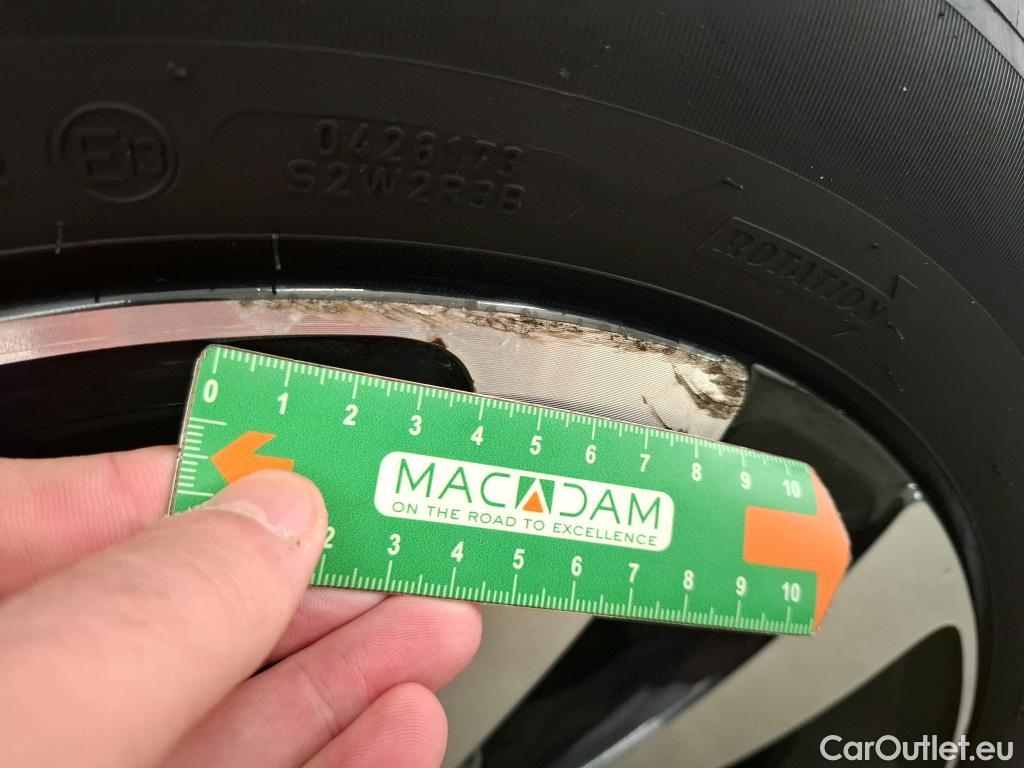 E13
0426173
S2W2R3B
ROTATION
0 1 2 3 4 5 6 7 8 9 10
MACADAM
ON THE ROAD TO EXCELLENCE
2 3 4 5 6 7 8 9 10
CarOutlet.eu